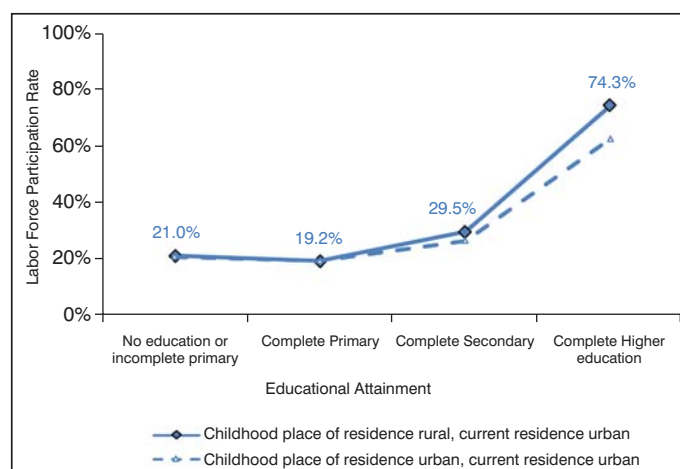 100%
80%
60%
40%
20%
0%
Labor Force Participation Rate
21.0%
19.2%
29.5%
74.3%
No education or
incomplete primary
Complete Primary
Complete Secondary
Complete Higher
education
Educational Attainment
Childhood place of residence rural, current residence urban
Childhood place of residence urban, current residence urban